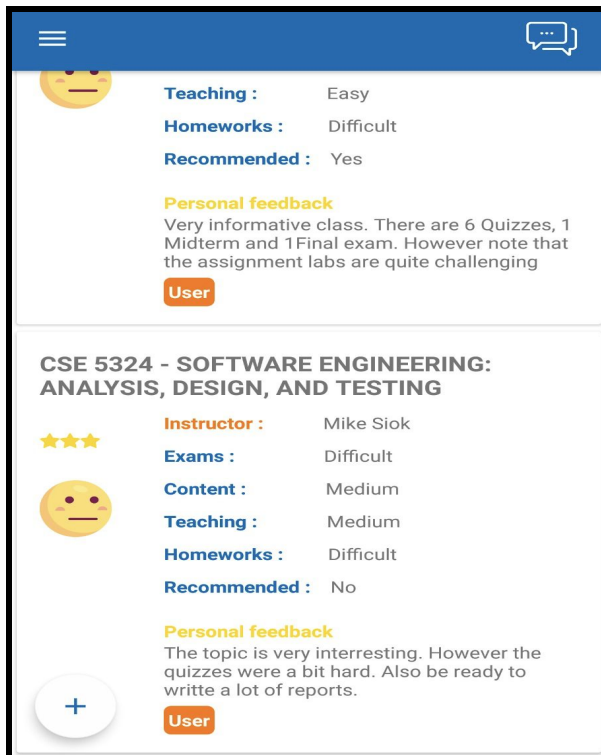 Teaching : Easy
Homeworks : Difficult
Recommended : Yes
Personal feedback
Very informative class. There are 6 Quizzes, 1
Midterm and 1Final exam. However note that
the assignment labs are quite challenging
User
CSE 5324 - SOFTWARE ENGINEERING:
ANALYSIS, DESIGN, AND TESTING
Instructor : Mike Siok
Exams : Difficult
Content : Medium
Teaching : Medium
Homeworks : Difficult
Recommended : No
Personal feedback
The topic is very interresting. However the
quizzes were a bit hard. Also be ready to
writte a lot of reports.
User